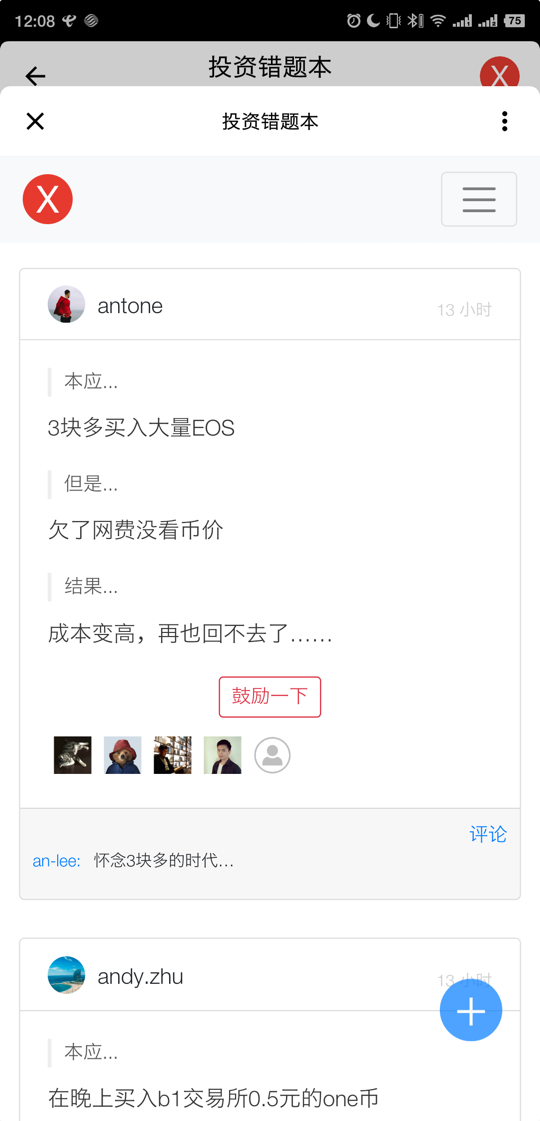 12:08
75
投资错题本
X
投资错题本
X
antone
13 小时
本应...
3块多买入大量EOS
但是...
欠了网费没看币价
结果...
成本变高，再也回不去了……
鼓励一下
评论
an-lee: 怀念3块多的时代…
andy.zhu
13 小时
本应...
在晚上买入b1交易所0.5元的one币